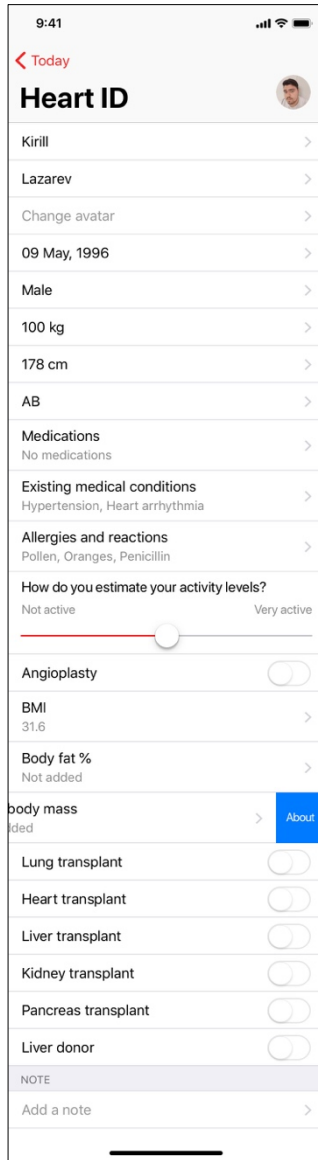 9:41
Today
Heart ID
Kirill
Lazarev
Change avatar
09 May, 1996
Male
100 kg
178 cm
AB
Medications
No medications
Existing medical conditions
Hypertension, Heart arrhythmia
Allergies and reactions
Pollen, Oranges, Penicillin
How do you estimate your activity levels?
Not active Very active
Angioplasty
BMI
31.6
Body fat %
Not added
body mass
dded
About
Lung transplant
Heart transplant
Liver transplant
Kidney transplant
Pancreas transplant
Liver donor
NOTE
Add a note